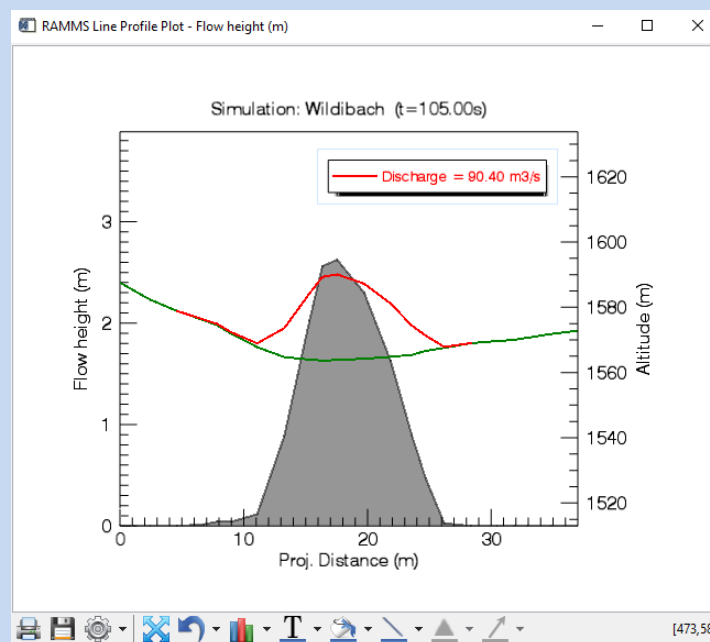 RAMMS Line Profile Plot - Flow height (m)
Simulation: Wildibach (t=105.00s)
Discharge = 90.40 m3/s
Flow height (m)
3
2
1
0
1620
1600
1580
1560
1540
1520
Altitude (m)
0 10 20 30
Proj. Distance (m)
T
[473,58